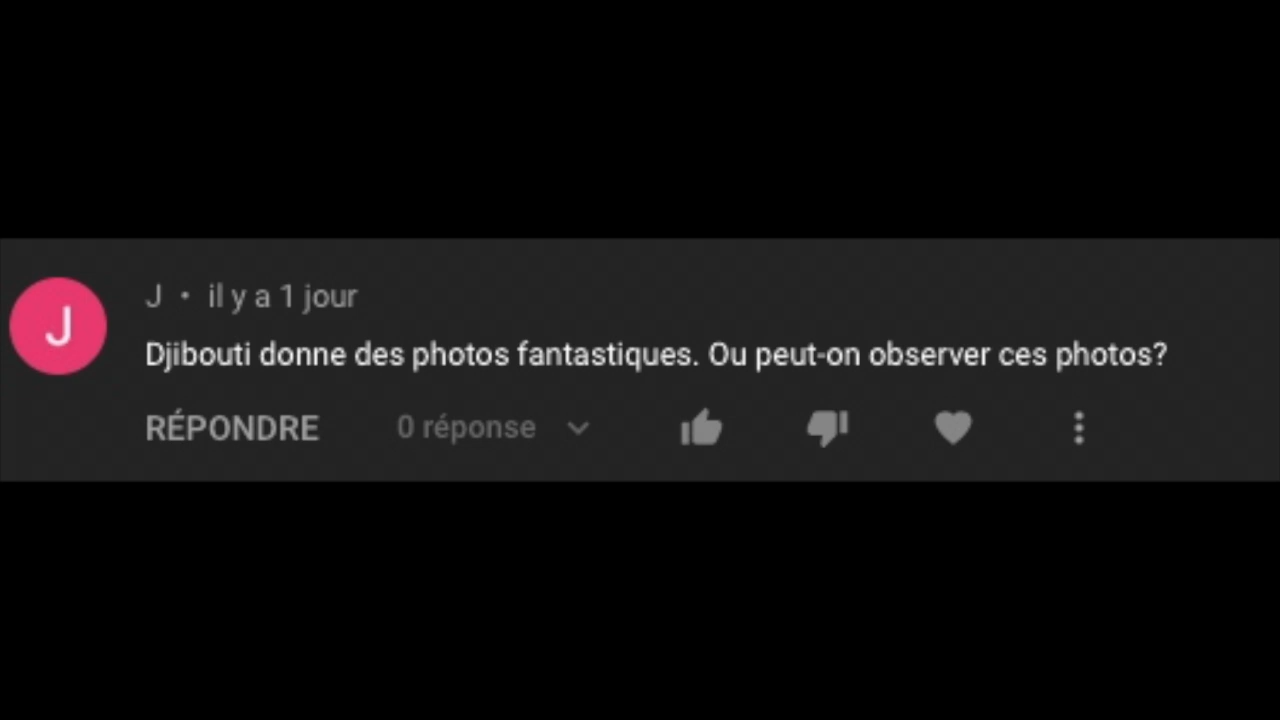 J
J • il y a 1 jour
Djibouti donne des photos fantastiques. Ou peut-on observer ces photos?
RÉPONDRE 0 réponse